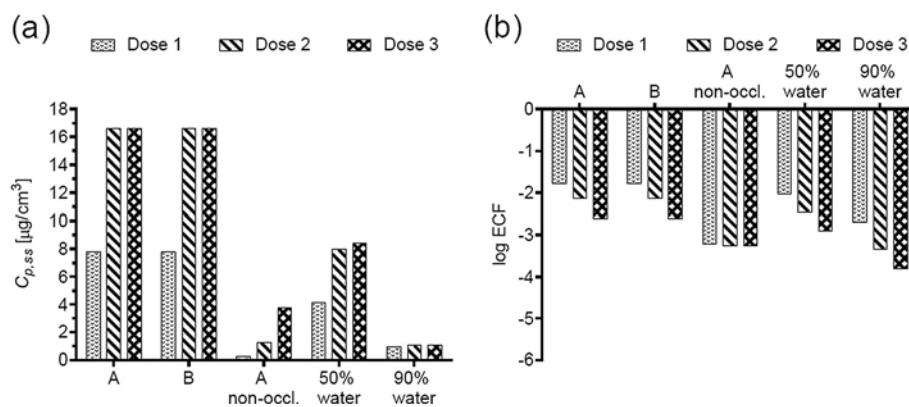 (a)
Dose 1 Dose 2 Dose 3
18
16
14
12
10
8
6
4
2
0
C_{p,ss} [µg/cm³]
A B A non-occl. 50% water 90% water
(b)
Dose 1 Dose 2 Dose 3
A B A non-occl. 50% water 90% water
0
-1
-2
-3
-4
-5
-6
log ECF